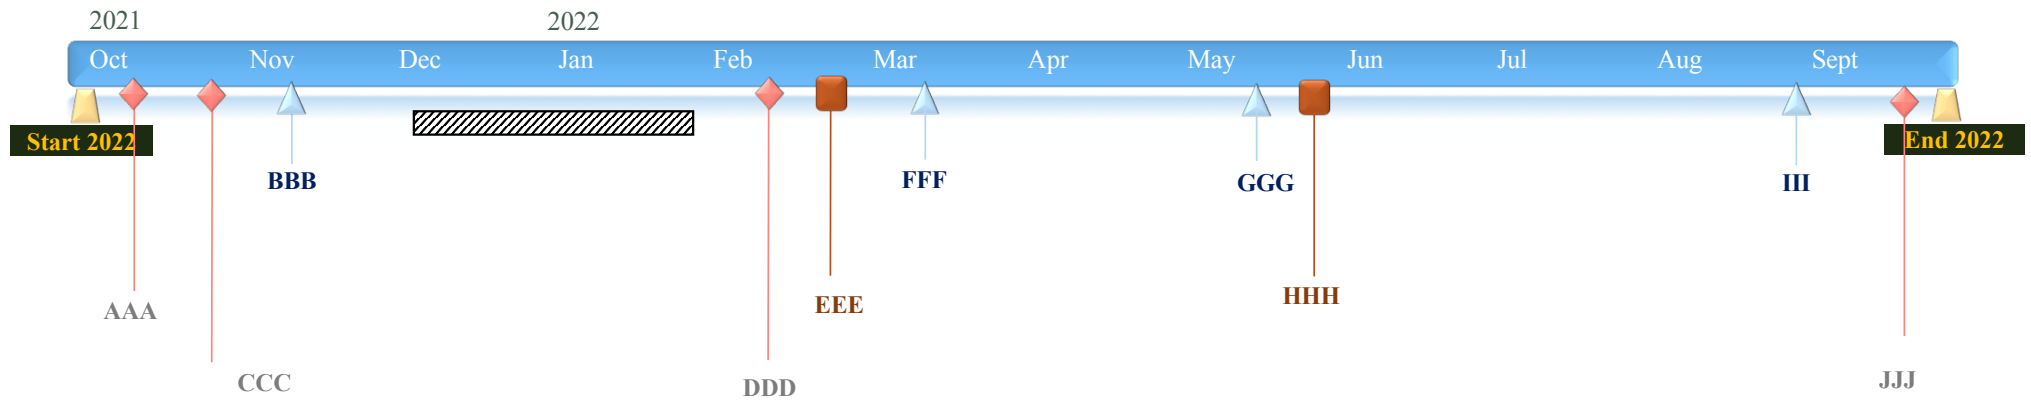 2021 2022
Oct Nov Dec Jan Feb Mar Apr May Jun Jul Aug Sept
Start 2022 End 2022
BBB FFF GGG III
AAA EEE HHH
CCC DDD JJJ